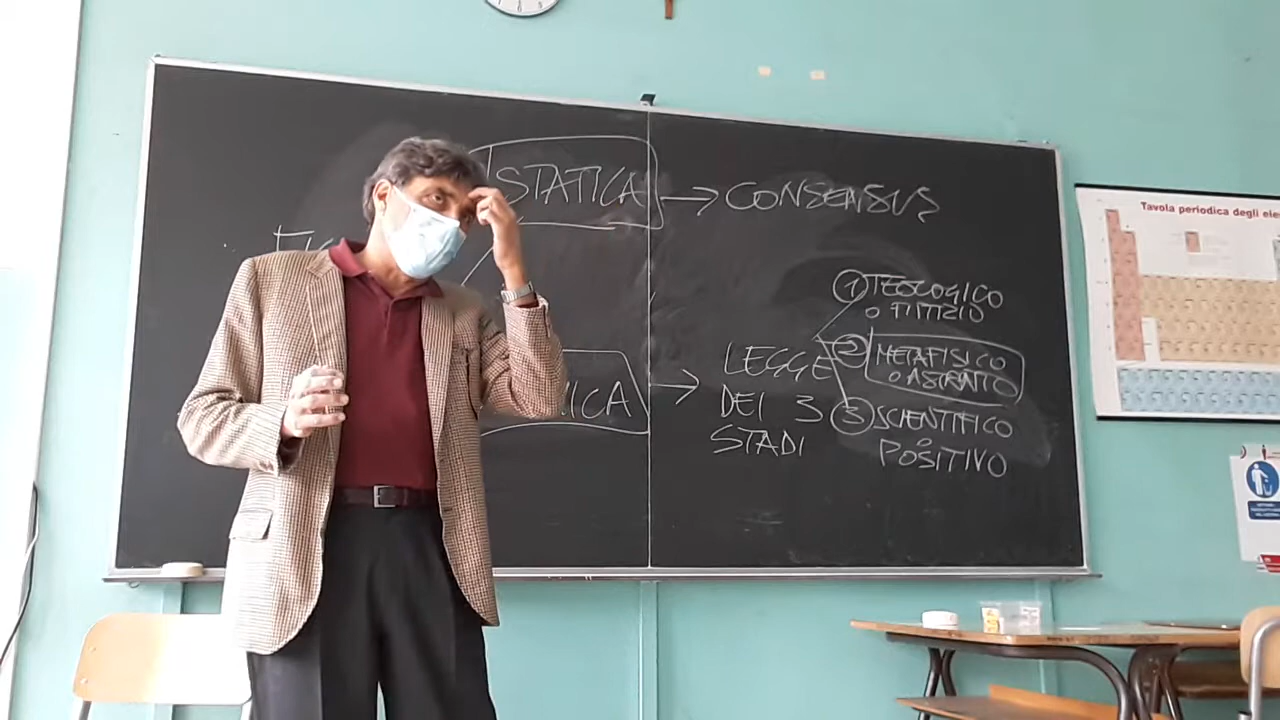 STATICA → CONSENSUS
FIS
1 TEOLOGICO
o FITTIZIO
2 METAFISICO
o ASTRATTO
ICA → LEGGE
DEI 3
STADI
3 SCIENTIFICO
o
POSITIVO
Tavola periodica degli ele